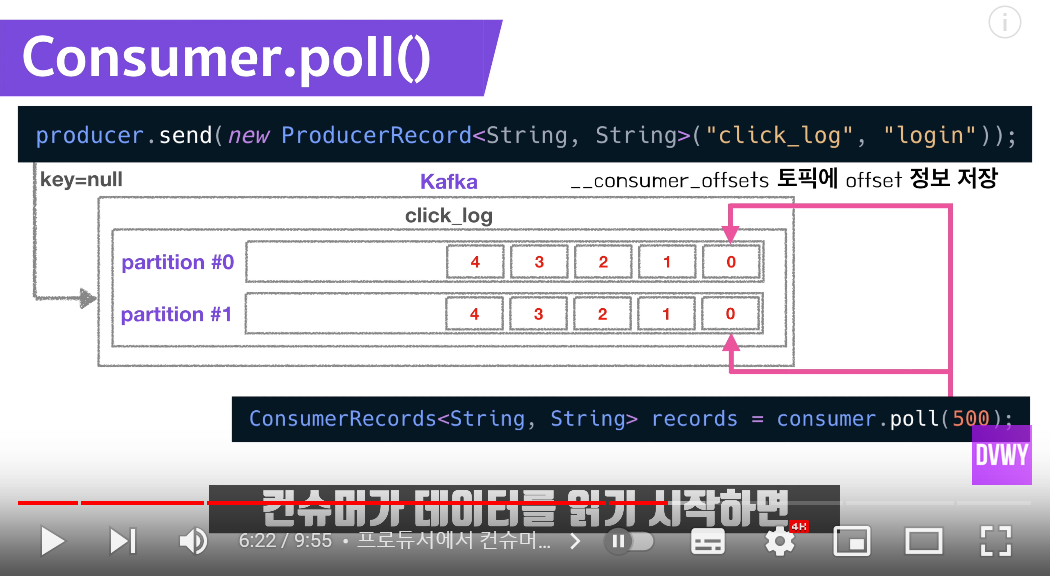 Consumer.poll()
producer.send(new ProducerRecord<String, String>("click_log", "login"));
key=null
Kafka
__consumer_offsets 토픽에 offset 정보 저장
click_log
partition #0
4 3 2 1 0
partition #1
4 3 2 1 0
ConsumerRecords<String, String> records = consumer.poll(500);
DVWY
컨슈머가 데이터를 읽기 시작하면
6:22 / 9:55 • 프로듀서에서 컨슈머...
4K